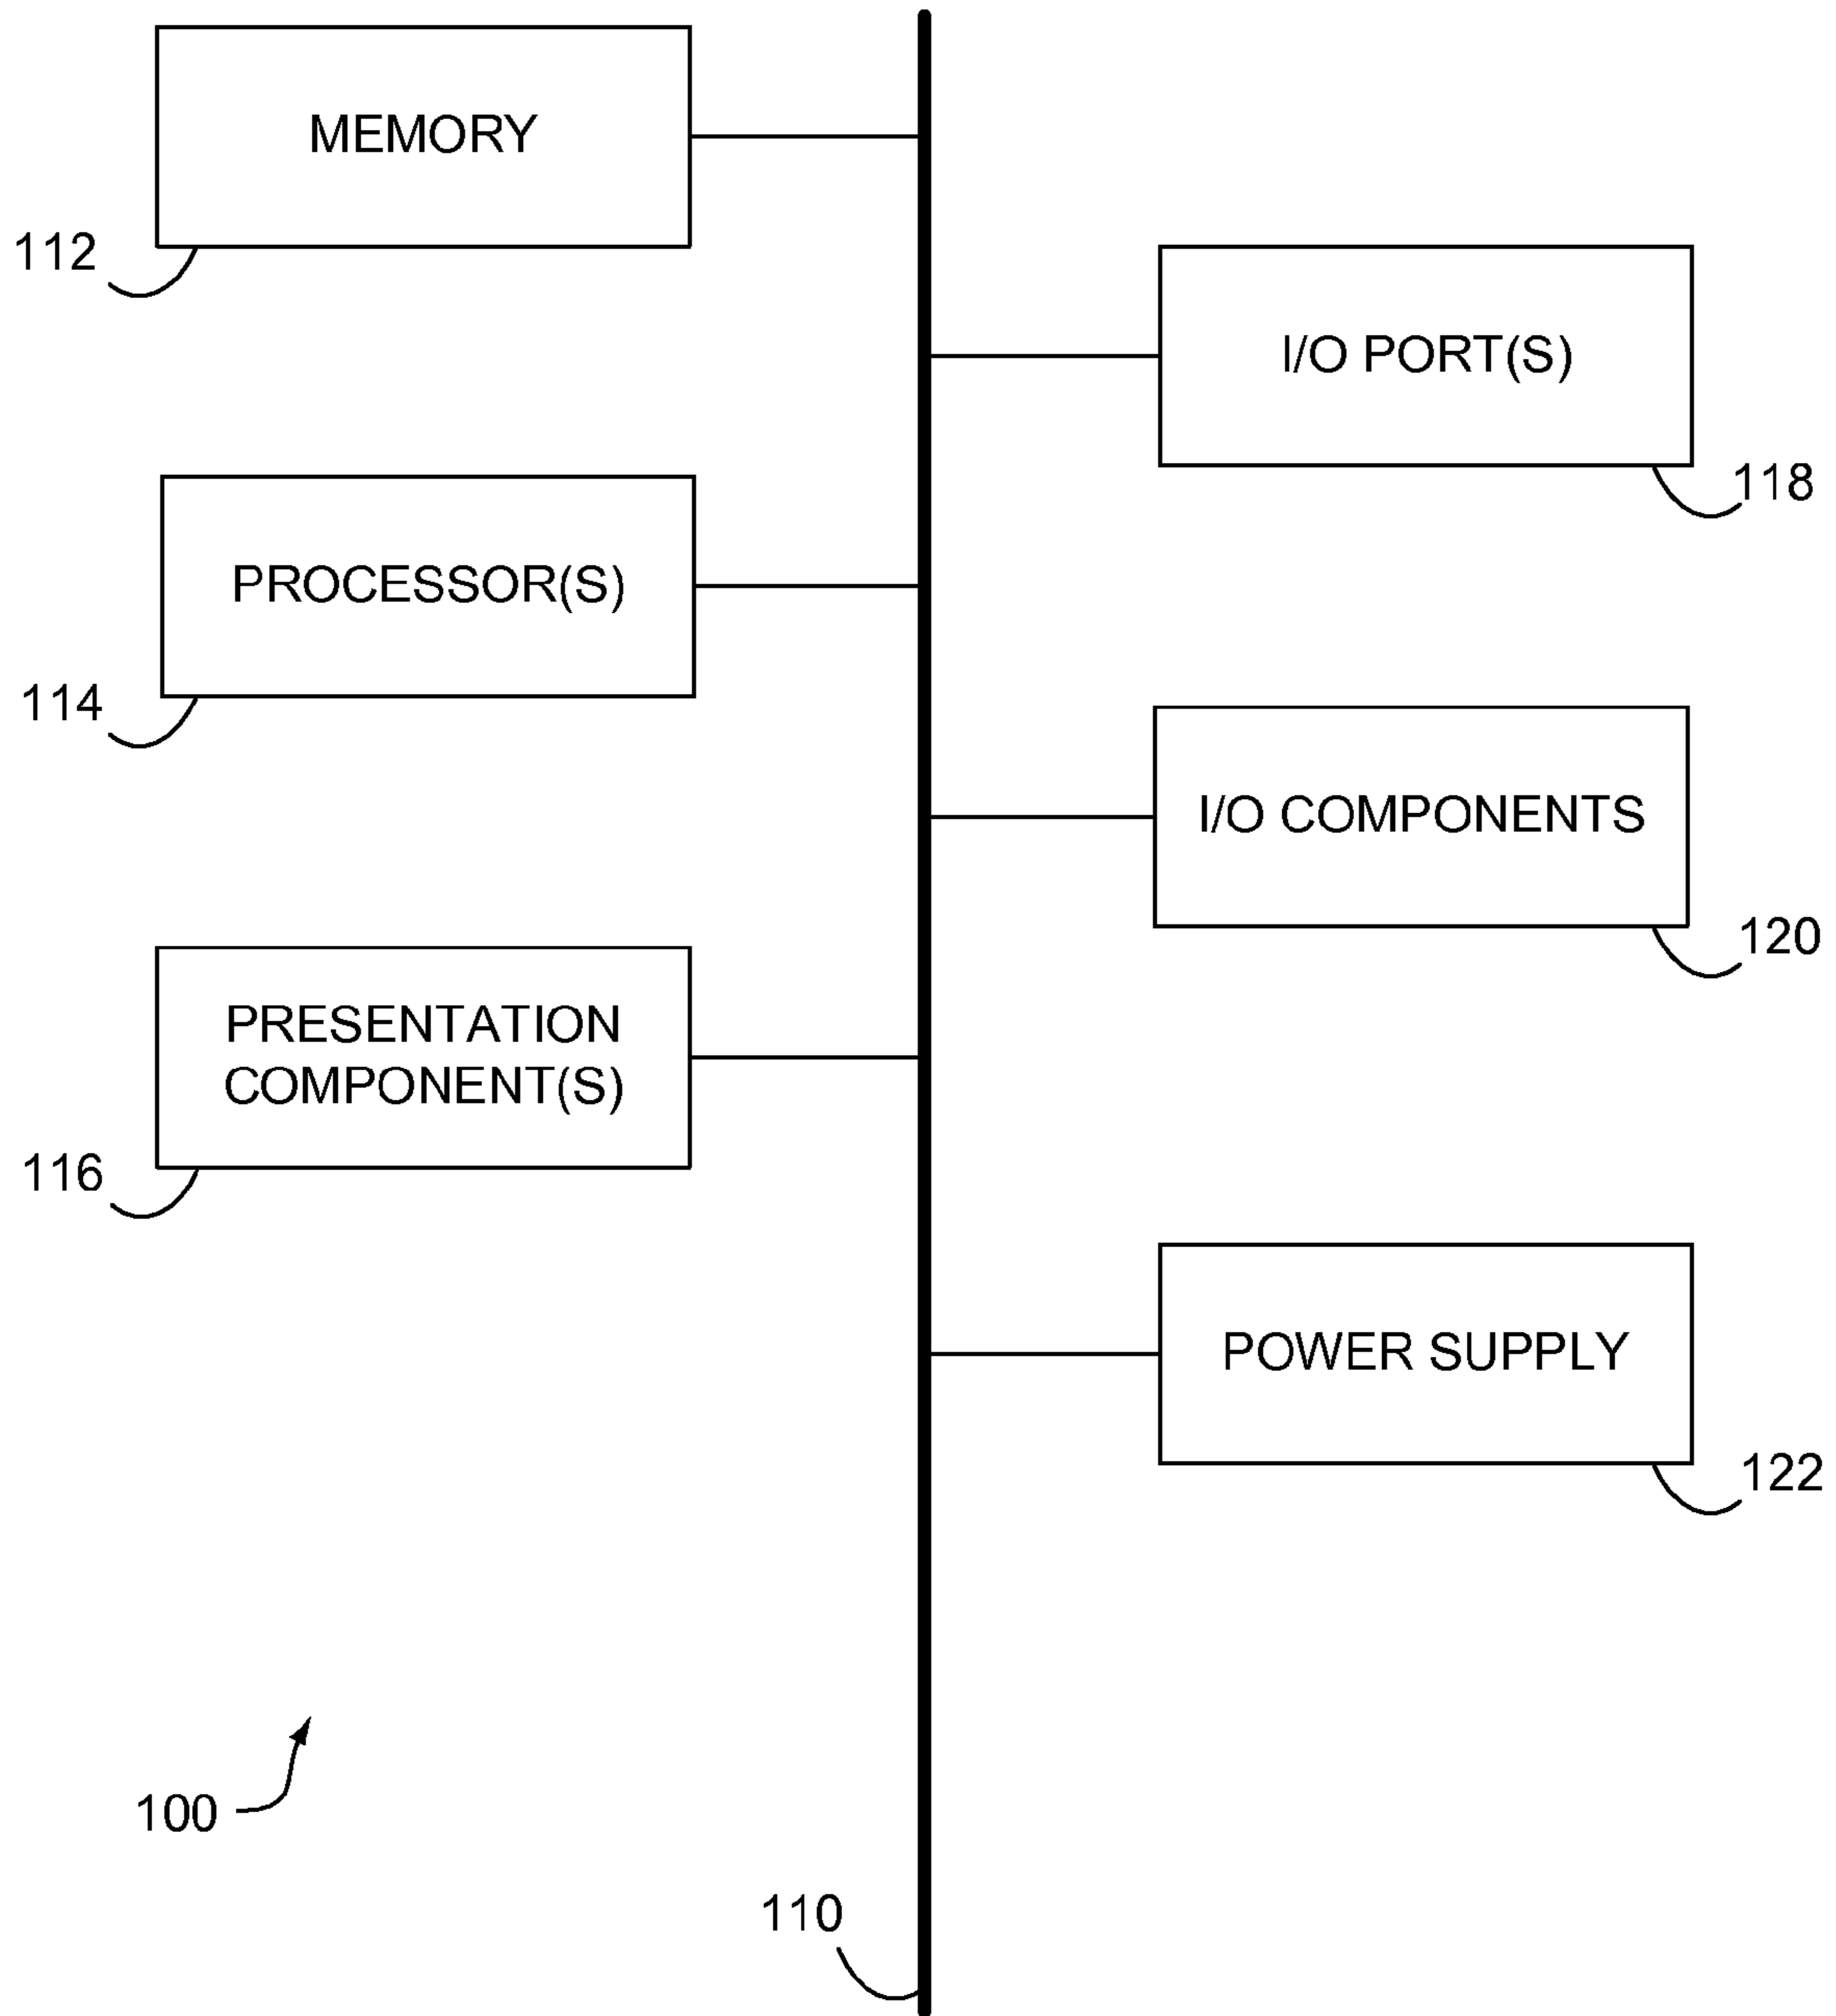 MEMORY
112
I/O PORT(S)
118
PROCESSOR(S)
114
I/O COMPONENTS
120
PRESENTATION
COMPONENT(S)
116
POWER SUPPLY
122
100
110